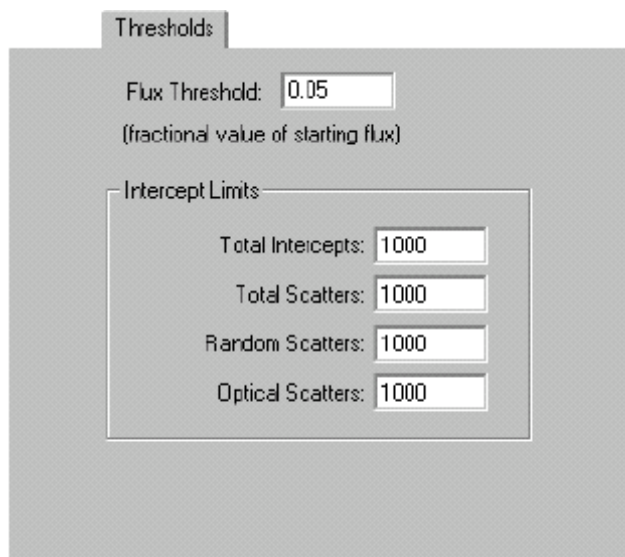 Thresholds
Flux Threshold: 0.05
(fractional value of starting flux)
Intercept Limits
Total Intercepts: 1000
Total Scatters: 1000
Random Scatters: 1000
Optical Scatters: 1000